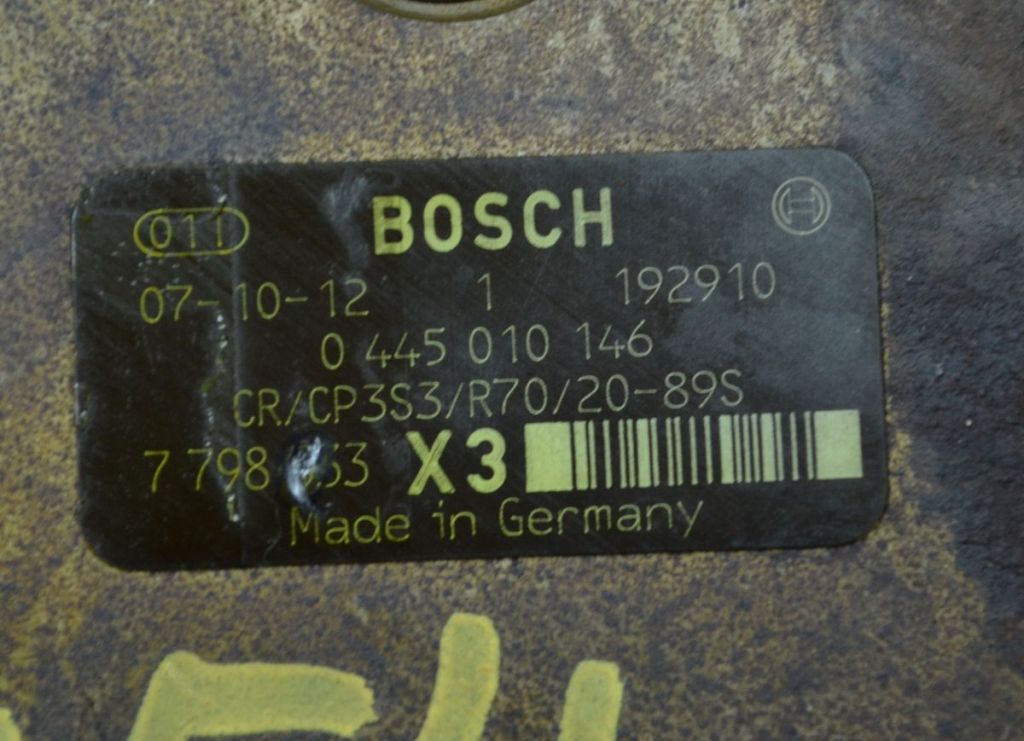 011 BOSCH
07-10-12 1 192910
0 445 010 146
CR/CP3S3/R70/20-89S
7 798 X3
Made in Germany